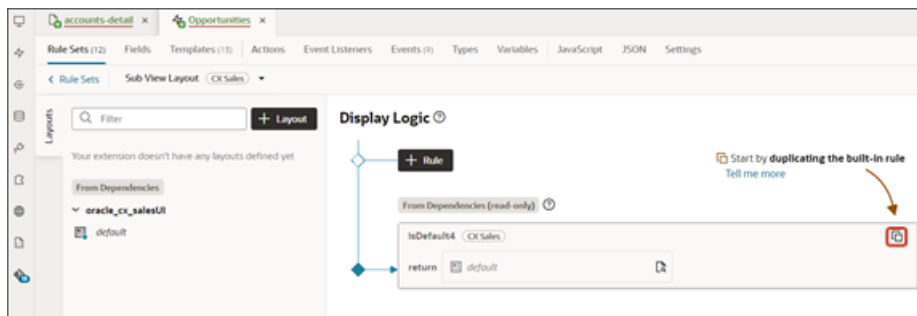 accounts-detail ×
Opportunities ×
Rule Sets (12) Fields Templates (13) Actions Event Listeners Events (9) Types Variables JavaScript JSON Settings
< Rule Sets Sub View Layout CX Sales
Layouts
Filter
+ Layout
Your extension doesn't have any layouts defined yet
From Dependencies
oracle_cx_salesUI
default
Display Logic ?
+ Rule
Start by duplicating the built-in rule
Tell me more
From Dependencies (read-only) ?
isDefault4 CX Sales
return default